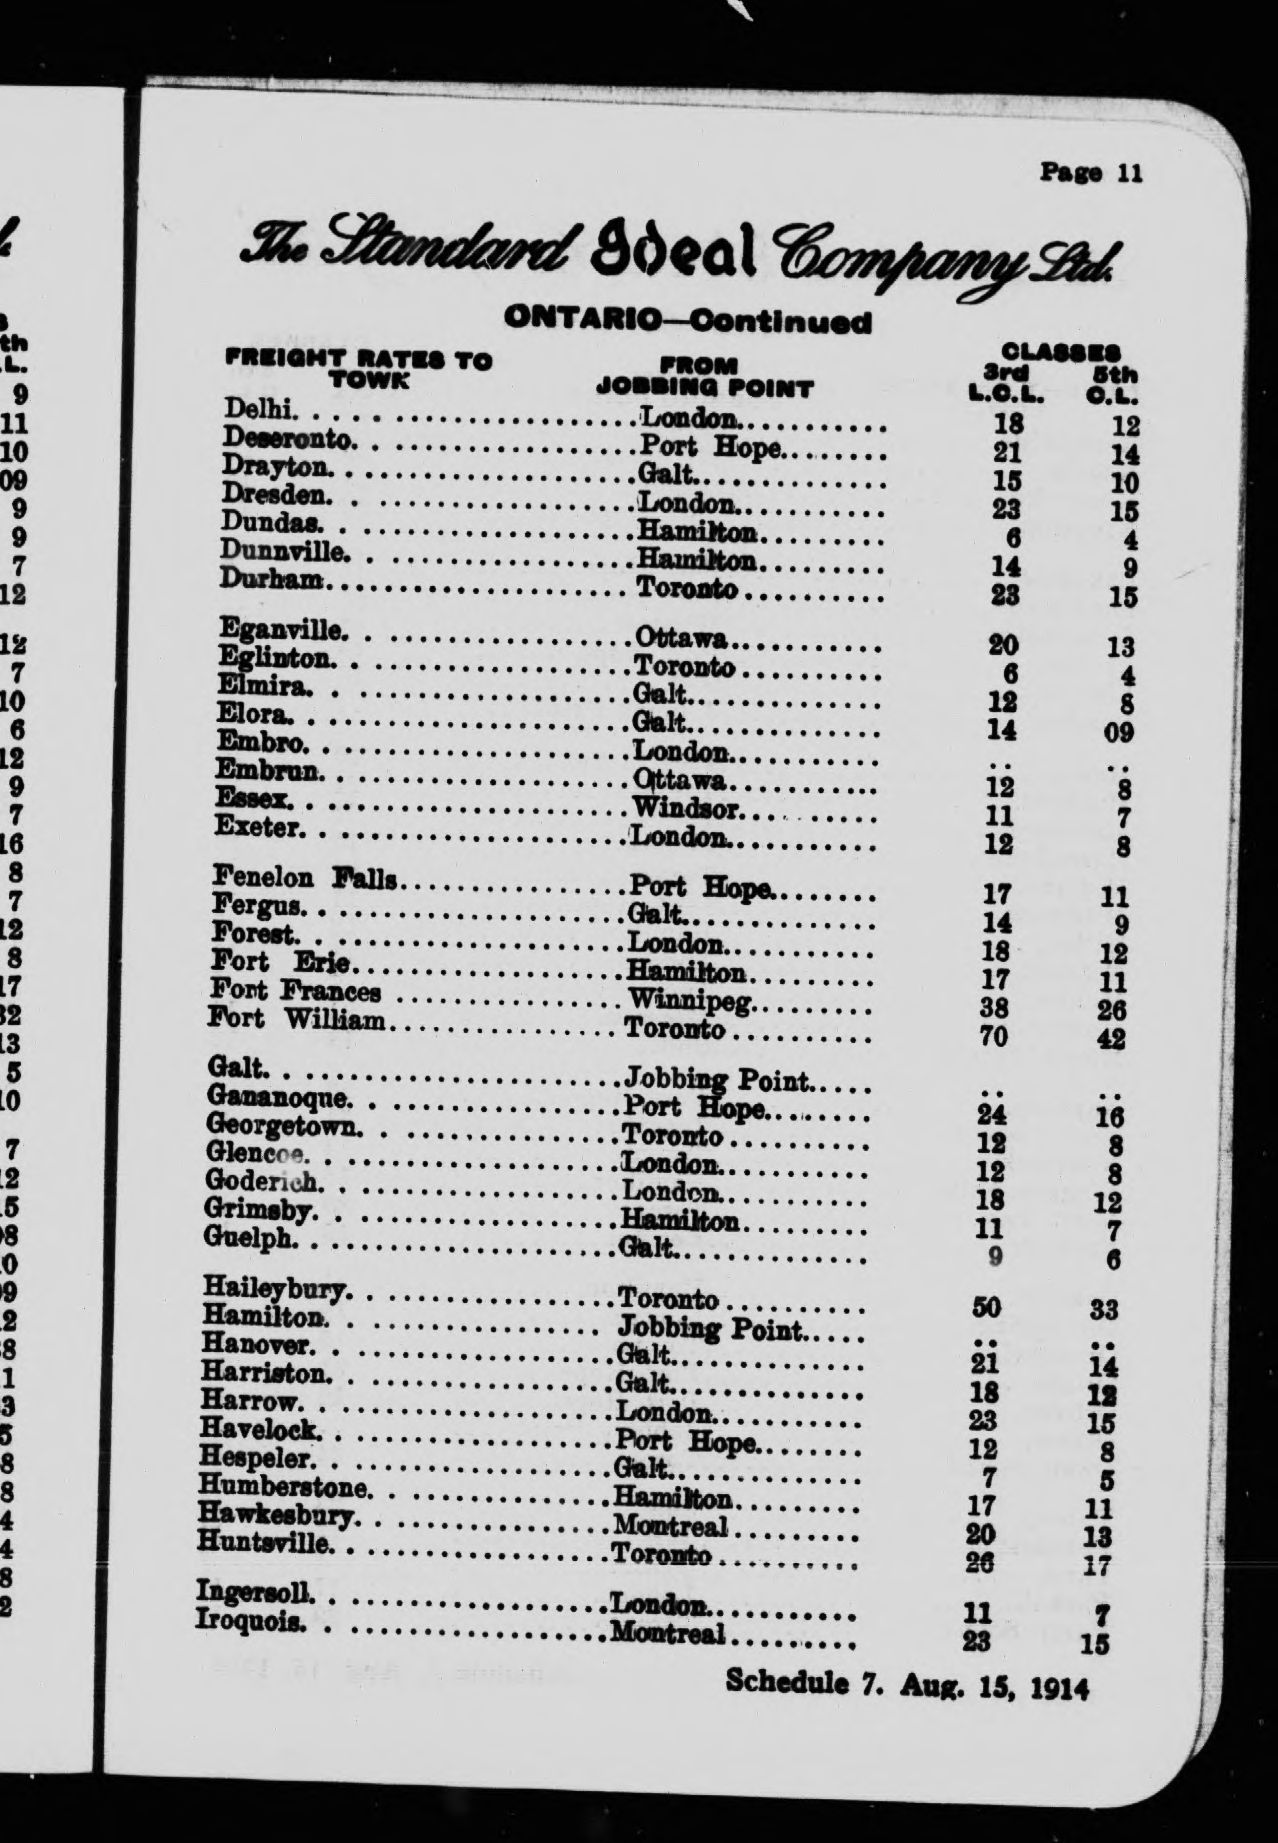 Page 11
The Standard Ideal Company Ltd.
ONTARIO—Continued
FREIGHT RATES TO FROM CLASSES
TOWK JOBBING POINT 3rd 5th
L.C.L. C.L.
Delhi. . . . . . . . . . . . . . . . . . . . . . . .London. . . . . . . . . . . 18 12
Deseronto. . . . . . . . . . . . . . . . . . . .Port Hope. . . . . . . . 21 14
Drayton. . . . . . . . . . . . . . . . . . . . . .Galt. . . . . . . . . . . . . . 15 10
Dresden. . . . . . . . . . . . . . . . . . . . .London. . . . . . . . . . . 23 15
Dundas. . . . . . . . . . . . . . . . . . . . . .Hamilton. . . . . . . . . 6 4
Dunnville. . . . . . . . . . . . . . . . . . . . .Hamilton. . . . . . . . . 14 9
Durham. . . . . . . . . . . . . . . . . . . . . Toronto . . . . . . . . . . 23 15
Eganville. . . . . . . . . . . . . . . . . . . .Ottawa. . . . . . . . . . . 20 13
Eglinton. . . . . . . . . . . . . . . . . . . . .Toronto . . . . . . . . . . 6 4
Elmira. . . . . . . . . . . . . . . . . . . . . .Galt. . . . . . . . . . . . . . 12 8
Elora. . . . . . . . . . . . . . . . . . . . . . .Galt. . . . . . . . . . . . . . 14 09
Embro. . . . . . . . . . . . . . . . . . . . . .London. . . . . . . . . . . .. ..
Embrun. . . . . . . . . . . . . . . . . . . . . .Ottawa. . . . . . . . . . . 12 8
Essex. . . . . . . . . . . . . . . . . . . . . . .Windsor. . . . . . . . . . 11 7
Exeter. . . . . . . . . . . . . . . . . . . . . .London. . . . . . . . . . . 12 8
Fenelon Falls. . . . . . . . . . . . . . . .Port Hope. . . . . . . . 17 11
Fergus. . . . . . . . . . . . . . . . . . . . . .Galt. . . . . . . . . . . . . . 14 9
Forest. . . . . . . . . . . . . . . . . . . . . .London. . . . . . . . . . . 18 12
Fort Erie. . . . . . . . . . . . . . . . . . .Hamilton. . . . . . . . . 17 11
Fort Frances . . . . . . . . . . . . . . . . Winnipeg. . . . . . . . . 38 26
Fort William. . . . . . . . . . . . . . . . Toronto . . . . . . . . . . 70 42
Galt. . . . . . . . . . . . . . . . . . . . . . . .Jobbing Point. . . . . .. ..
Gananoque. . . . . . . . . . . . . . . . . .Port Hope. . . . . . . . 24 16
Georgetown. . . . . . . . . . . . . . . . . .Toronto . . . . . . . . . . 12 8
Glencoe. . . . . . . . . . . . . . . . . . . . . .London. . . . . . . . . . . 12 8
Goderich. . . . . . . . . . . . . . . . . . . . .London. . . . . . . . . . . 18 12
Grimsby. . . . . . . . . . . . . . . . . . . . .Hamilton. . . . . . . . . 11 7
Guelph. . . . . . . . . . . . . . . . . . . . . .Galt. . . . . . . . . . . . . . 9 6
Haileybury. . . . . . . . . . . . . . . . . . .Toronto . . . . . . . . . . 50 33
Hamilton. . . . . . . . . . . . . . . . . . . Jobbing Point. . . . . .. ..
Hanover. . . . . . . . . . . . . . . . . . . . .Galt. . . . . . . . . . . . . . 21 14
Harriston. . . . . . . . . . . . . . . . . . . .Galt. . . . . . . . . . . . . . 18 12
Harrow. . . . . . . . . . . . . . . . . . . . . .London. . . . . . . . . . . 23 15
Havelock. . . . . . . . . . . . . . . . . . . . .Port Hope. . . . . . . . 12 8
Hespeler. . . . . . . . . . . . . . . . . . . . .Galt. . . . . . . . . . . . . . 7 5
Humberstone. . . . . . . . . . . . . . . . .Hamilton. . . . . . . . . 17 11
Hawkesbury. . . . . . . . . . . . . . . . . .Montreal . . . . . . . . . 20 13
Huntsville. . . . . . . . . . . . . . . . . . . .Toronto . . . . . . . . . . 26 17
Ingersoll. . . . . . . . . . . . . . . . . . . . .London. . . . . . . . . . . 11 7
Iroquois. . . . . . . . . . . . . . . . . . . . .Montreal . . . . . . . . . 23 15
Schedule 7. Aug. 15, 1914